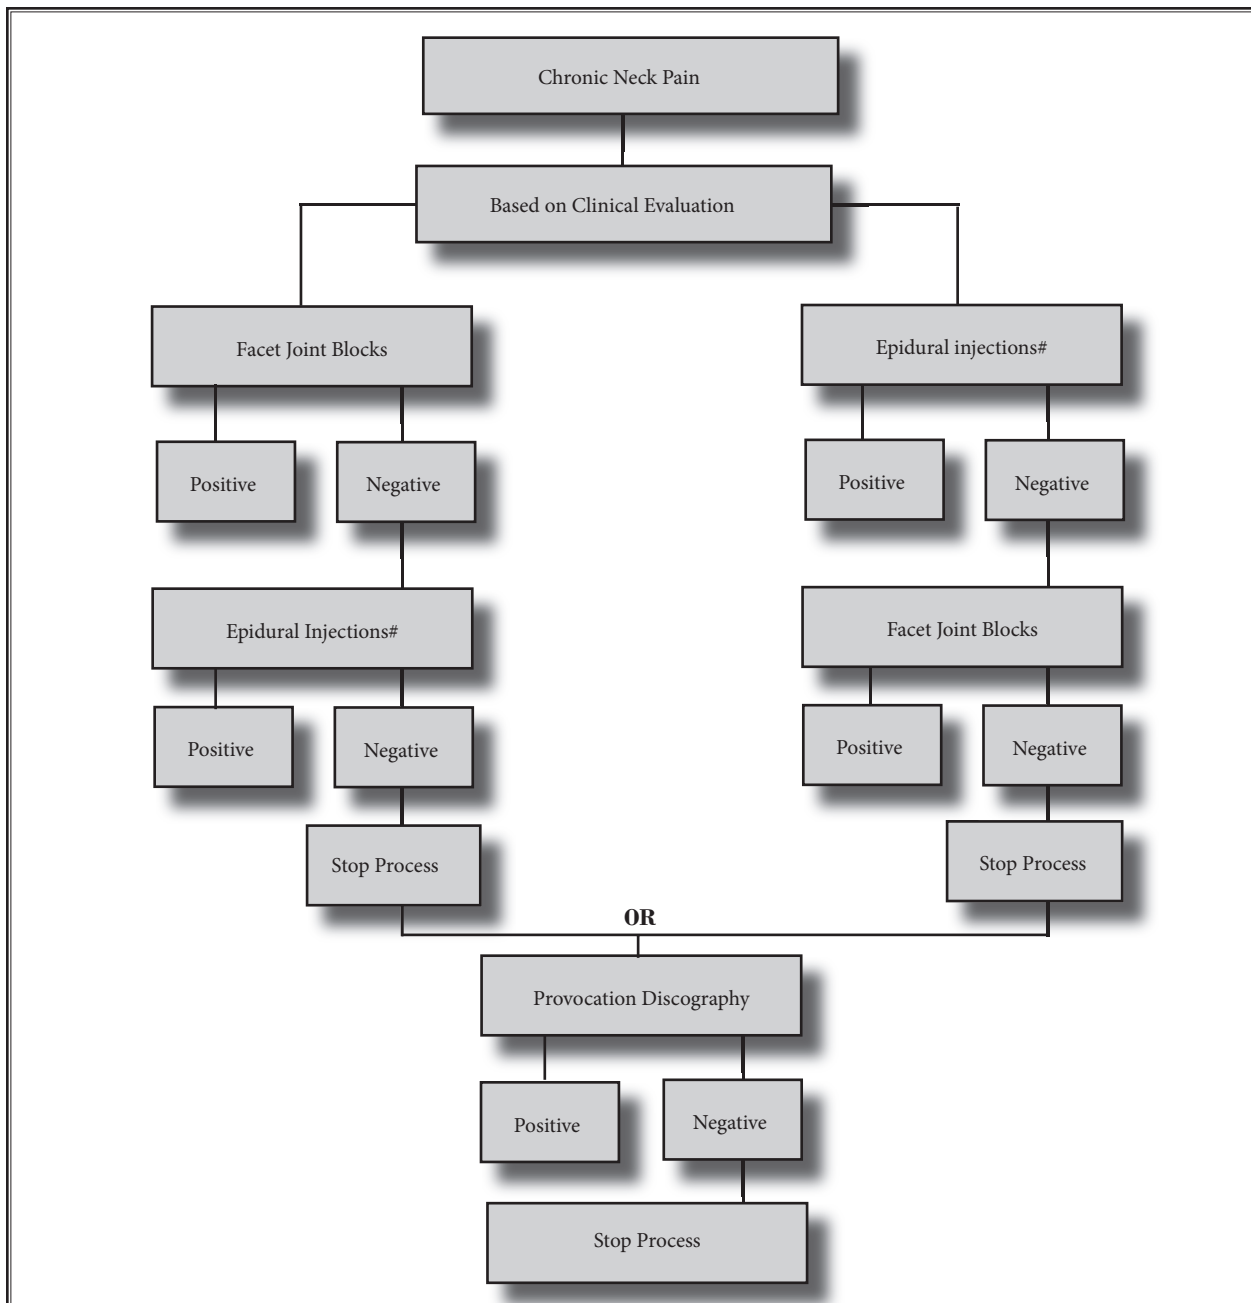 Chronic Neck Pain
Based on Clinical Evaluation
Facet Joint Blocks
Epidural injections#
Positive
Negative
Positive
Negative
Epidural Injections#
Facet Joint Blocks
Positive
Negative
Positive
Negative
Stop Process
Stop Process
OR
Provocation Discography
Positive
Negative
Stop Process